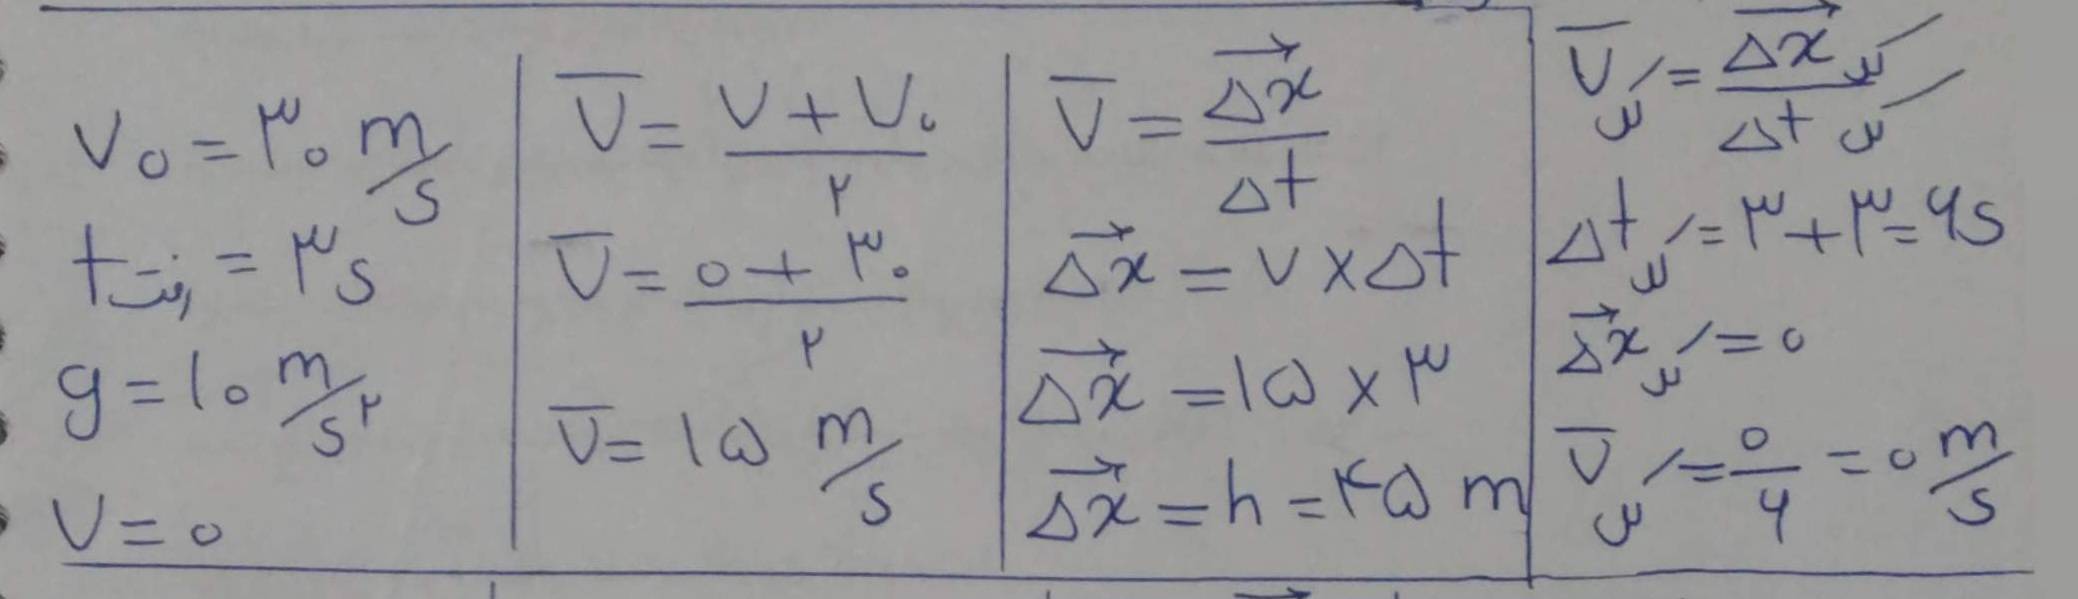 V₀ = ۳۰ m/s
t رفت = ۳s
g = ۱۰ m/s²
V = ۰
V̅ = (V + V₀)/۲
V̅ = (۰ + ۳۰)/۲
V̅ = ۱۵ m/s
V̅ = Δx⃗/Δt
Δx⃗ = V × Δt
Δx⃗ = ۱۵ × ۳
Δx⃗ = h = ۴۵ m
V̅ کل = Δx⃗ کل/Δt کل
Δt کل = ۳ + ۳ = ۶s
Δx⃗ کل = ۰
V̅ کل = ۰/۶ = ۰ m/s